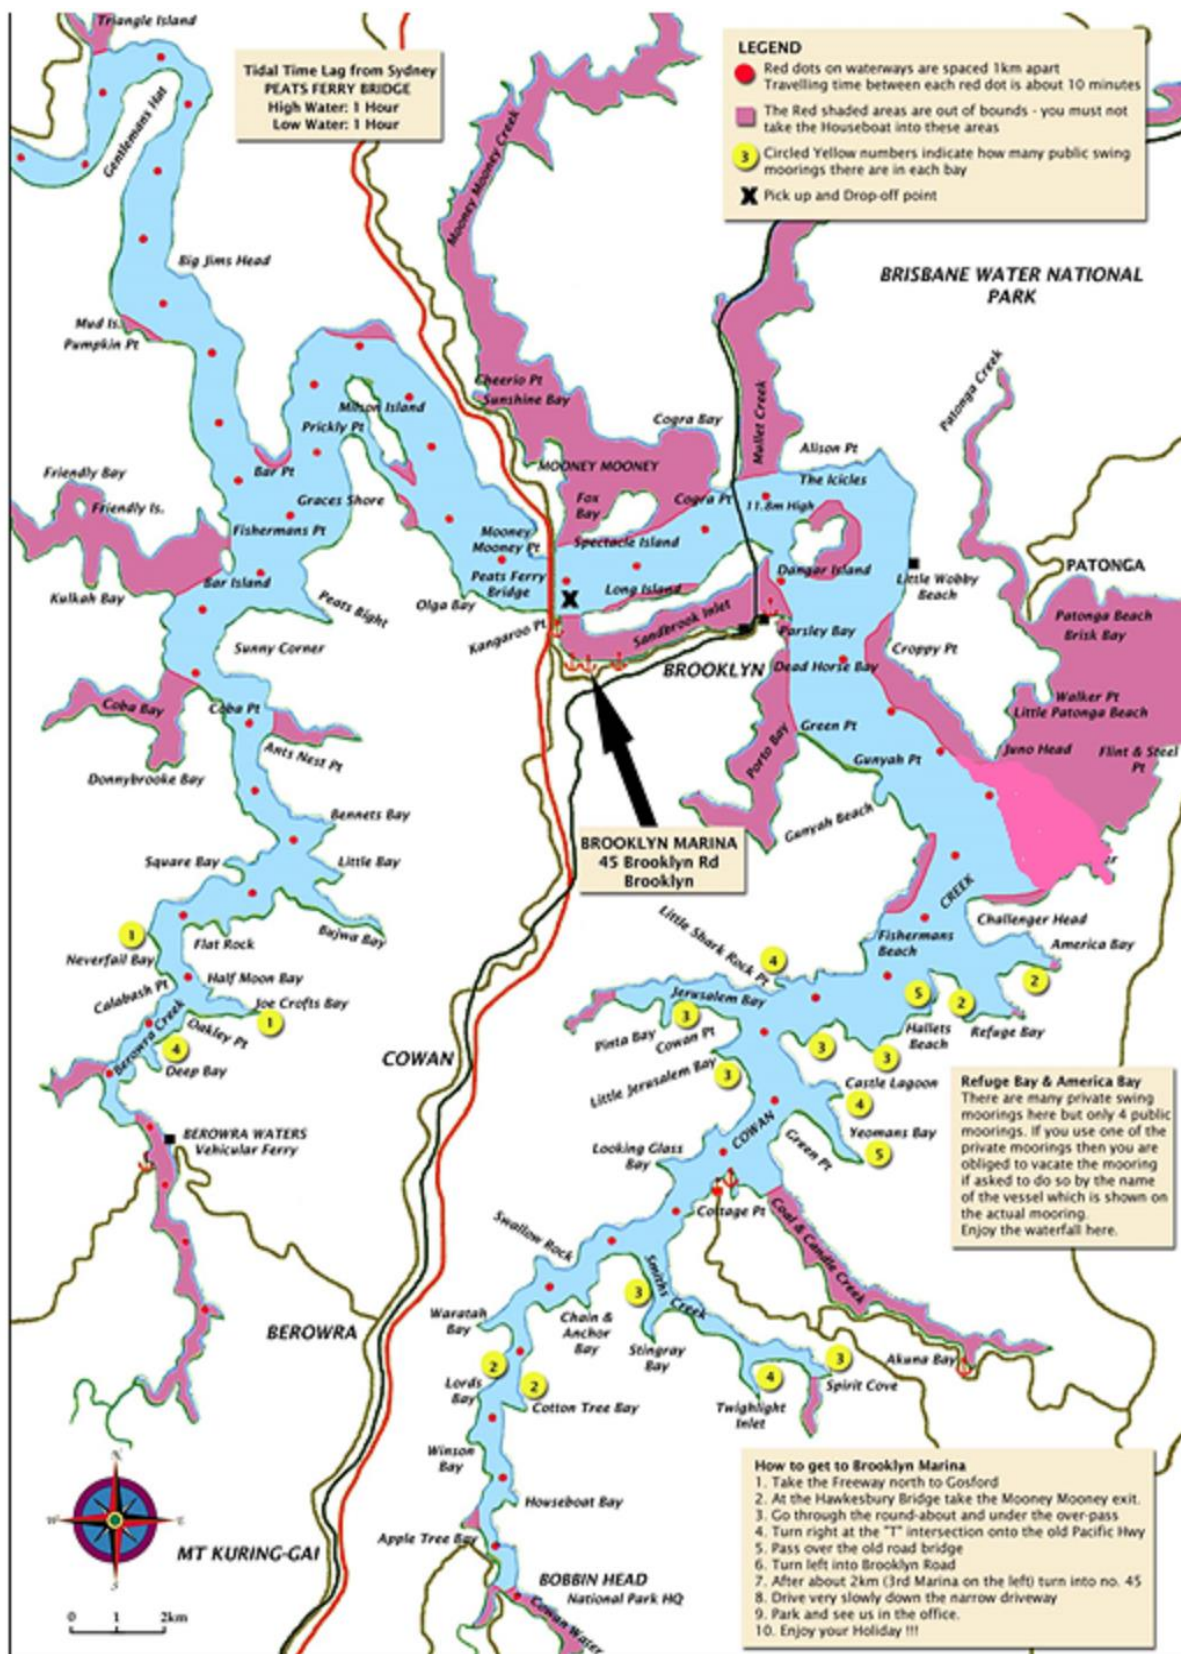 Triangle Island
Gentlemans Hat
Tidal Time Lag from Sydney
PEATS FERRY BRIDGE
High Water: 1 Hour
Low Water: 1 Hour
LEGEND
Red dots on waterways are spaced 1km apart
Travelling time between each red dot is about 10 minutes
The Red shaded areas are out of bounds - you must not
take the Houseboat into these areas
3
Circled Yellow numbers indicate how many public swing
moorings there are in each bay
X Pick up and Drop-off point
Mooney Mooney Creek
Big Jims Head
BRISBANE WATER NATIONAL
PARK
Mud Is.
Pumpkin Pt
Cheerio Pt
Sunshine Bay
Milson Island
Prickly Pt
Cogra Bay
Mullet Creek
Patonga Creek
Alison Pt
Friendly Bay
Bar Pt
MOONEY MOONEY
The Icicles
Friendly Is.
Graces Shore
Fox
Bay
Cogra Pt
11.8m High
Fishermans Pt
Mooney
Mooney Pt
Spectacle Island
Bar Island
Peats Ferry
Bridge
X
Long Island
Dangar Island
Little Wobby
Beach
PATONGA
Kulkah Bay
Peats Bight
Olga Bay
Kangaroo Pt
Sandbrook Inlet
Parsley Bay
Patonga Beach
Brisk Bay
Sunny Corner
BROOKLYN
Dead Horse Bay
Croppy Pt
Coba Bay
Coba Pt
Walker Pt
Little Patonga Beach
Ants Nest Pt
Porto Bay
Green Pt
Juno Head
Flint & Steel
Pt
Donnybrooke Bay
Gunyah Pt
Bennets Bay
Gunyah Beach
BROOKLYN MARINA
45 Brooklyn Rd
Brooklyn
Square Bay
Little Bay
CREEK
Challenger Head
1
Flat Rock
Bujwa Bay
Little Shark Rock Pt
Fishermans
Beach
America Bay
Neverfail Bay
4
2
Half Moon Bay
Calabash Pt
Jerusalem Bay
5
2
Joe Crofts Bay
1
Pinta Bay
3
Cowan Pt
Hallets
Beach
Refuge Bay
Berowra Creek
Oakley Pt
4
Deep Bay
COWAN
3
3
Little Jerusalem Bay
3
Castle Lagoon
4
Refuge Bay & America Bay
There are many private swing
moorings here but only 4 public
moorings. If you use one of the
private moorings then you are
obliged to vacate the mooring
if asked to do so by the name
of the vessel which is shown on
the actual mooring.
Enjoy the waterfall here.
BEROWRA WATERS
Vehicular Ferry
COWAN
Yeomans Bay
Looking Glass
Bay
Green Pt
5
Cottage Pt
Coal & Candle Creek
Swallow Rock
Smiths Creek
3
Waratah
Bay
Chain &
Anchor
Bay
BEROWRA
Stingray
Bay
2
3
Akuna Bay
Lords
Bay
2
Cotton Tree Bay
4
Spirit Cove
Twighlight
Inlet
Winson
Bay
Houseboat Bay
Apple Tree Bay
N
W
E
S
MT KURING-GAI
BOBBIN HEAD
National Park HQ
Cowan Water
0 1 2km
How to get to Brooklyn Marina
1. Take the Freeway north to Gosford
2. At the Hawkesbury Bridge take the Mooney Mooney exit.
3. Go through the round-about and under the over-pass
4. Turn right at the "T" intersection onto the old Pacific Hwy
5. Pass over the old road bridge
6. Turn left into Brooklyn Road
7. After about 2km (3rd Marina on the left) turn into no. 45
8. Drive very slowly down the narrow driveway
9. Park and see us in the office.
10. Enjoy your Holiday !!!